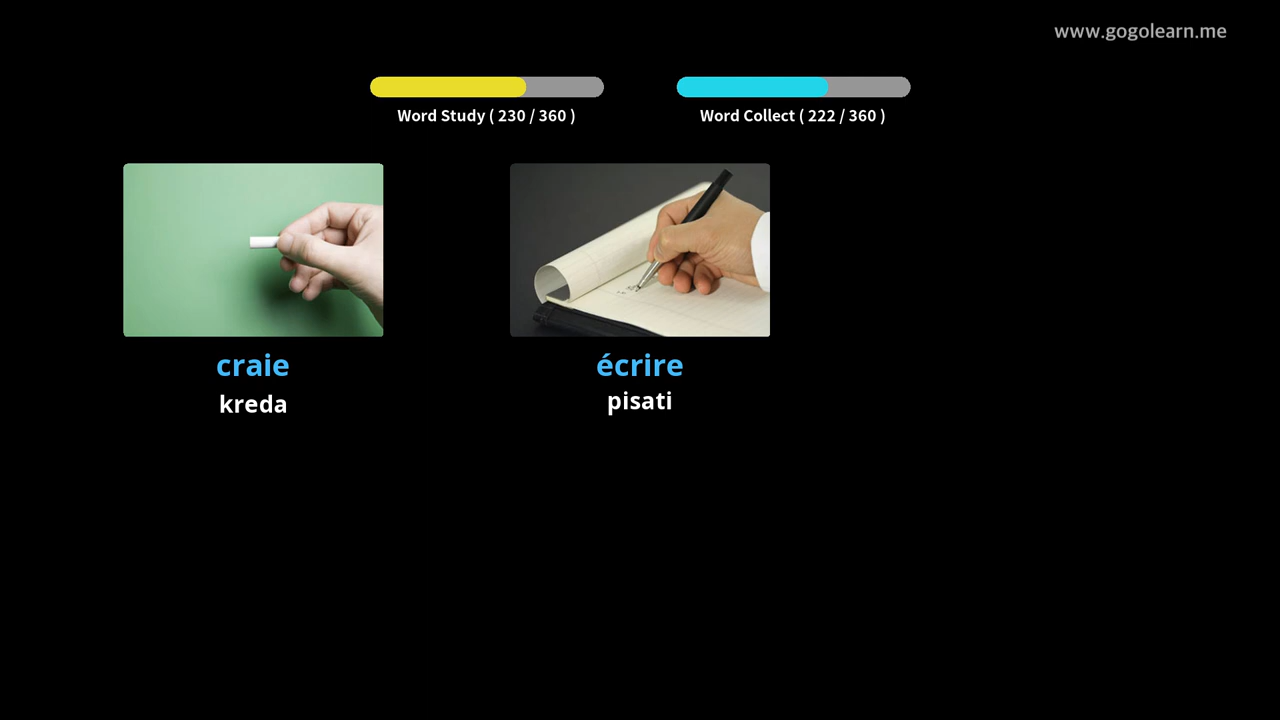 www.gogolearn.me
Word Study ( 230 / 360 )
Word Collect ( 222 / 360 )
craie
kreda
écrire
pisati